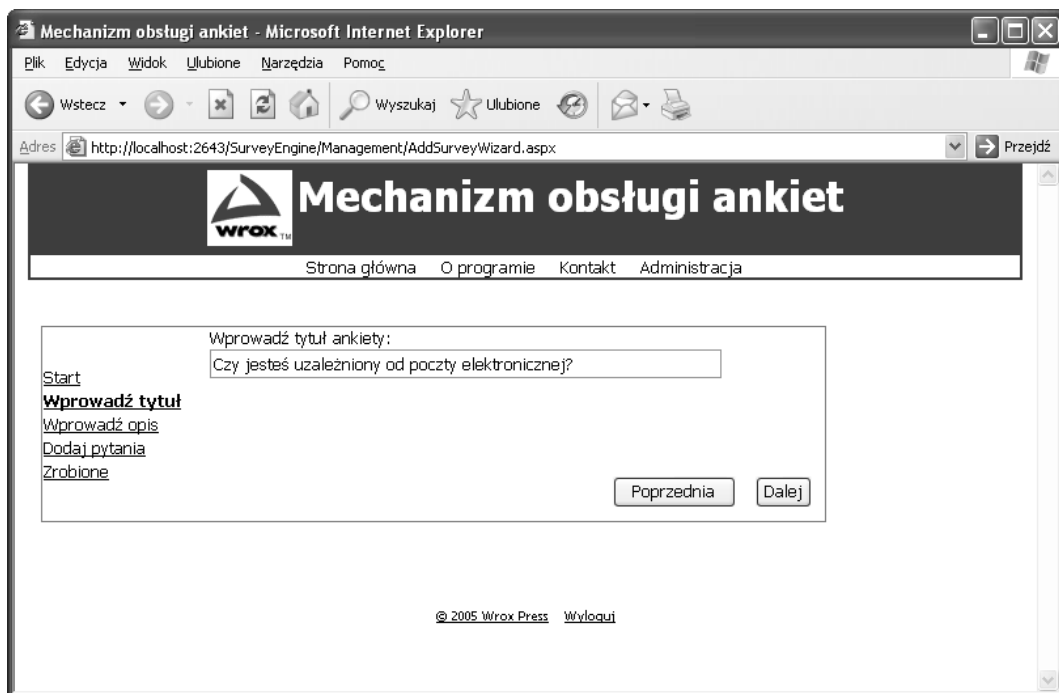 Mechanizm obsługi ankiet - Microsoft Internet Explorer
Plik Edycja Widok Ulubione Narzędzia Pomoc
Wstecz Wyszukaj Ulubione
Adres http://localhost:2643/SurveyEngine/Management/AddSurveyWizard.aspx Przejdź
wrox TM Mechanizm obsługi ankiet
Strona główna O programie Kontakt Administracja
Wprowadź tytuł ankiety:
Czy jesteś uzależniony od poczty elektronicznej?
Start
Wprowadź tytuł
Wprowadź opis
Dodaj pytania
Zrobione
Poprzednia Dalej
© 2005 Wrox Press Wyloguj